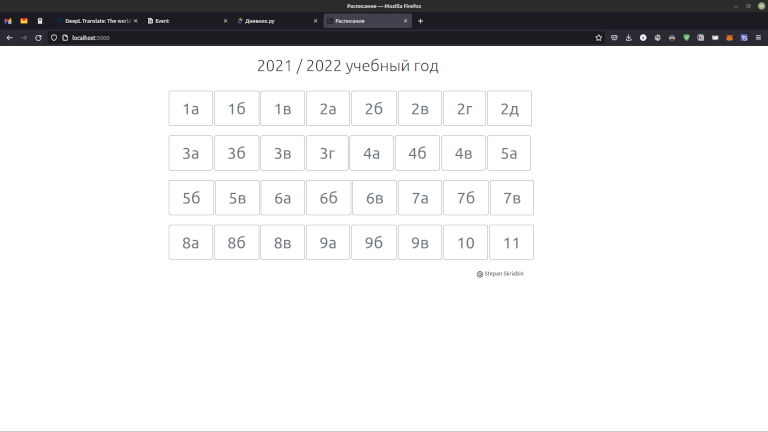 Расписание — Mozilla Firefox
DeepL Translate: The world
Event
Дневник.ру
Расписание
localhost:5000
2021 / 2022 учебный год
1а 1б 1в 2а 2б 2в 2г 2д
3а 3б 3в 3г 4а 4б 4в 5а
5б 5в 6а 6б 6в 7а 7б 7в
8а 8б 8в 9а 9б 9в 10 11
Stepan Skriabin